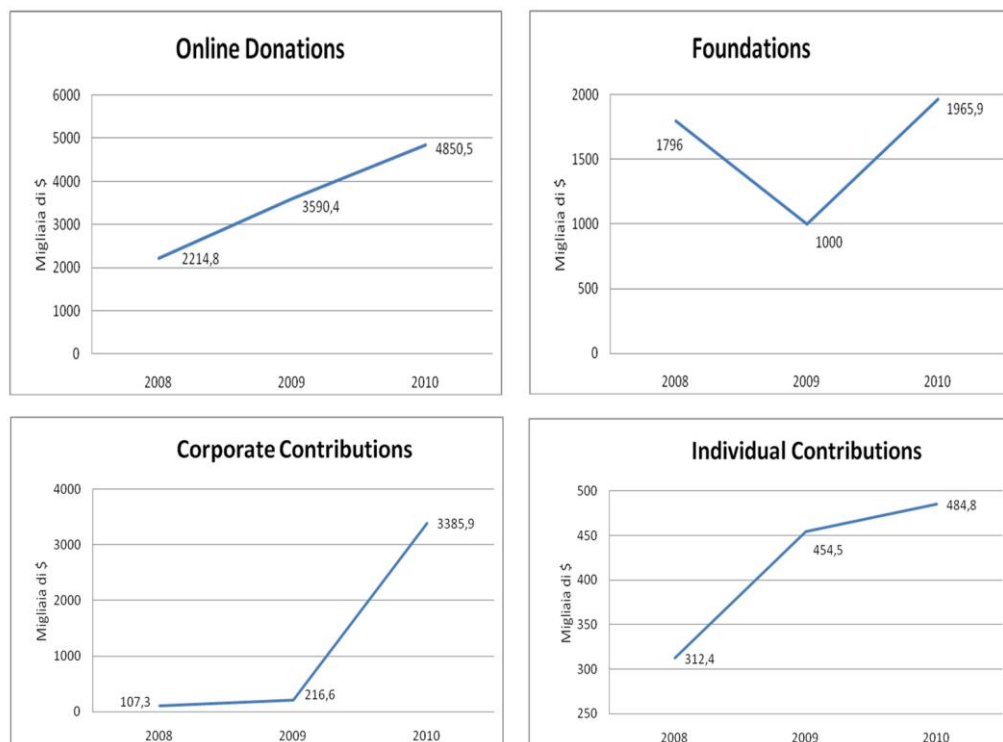 Online Donations
Migliaia di $
6000
5000
4000
3000
2000
1000
0
4850,5
3590,4
2214,8
2008 2009 2010
Foundations
Migliaia di $
2000
1500
1000
500
0
1965,9
1796
1000
2008 2009 2010
Corporate Contributions
Migliaia di $
4000
3000
2000
1000
0
3385,9
216,6
107,3
2008 2009 2010
Individual Contributions
Migliaia di $
500
450
400
350
300
250
484,8
454,5
312,4
2008 2009 2010